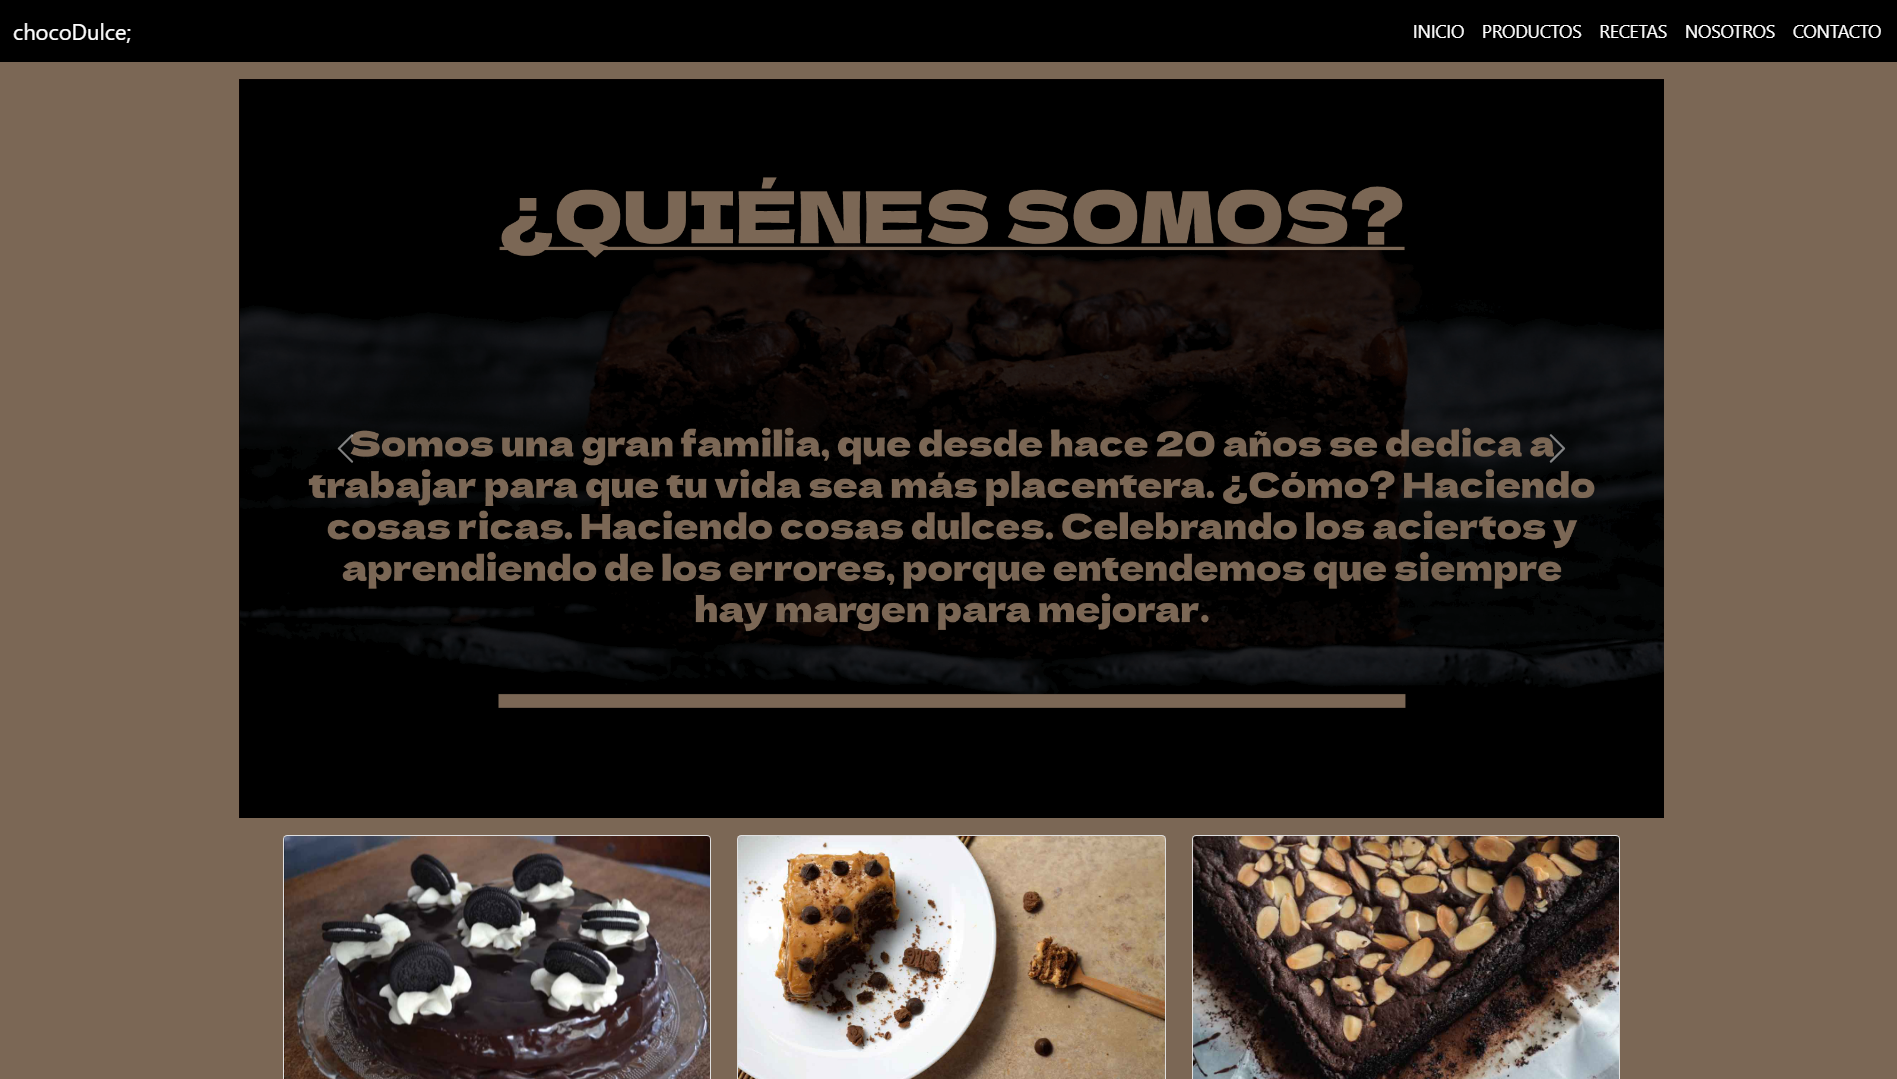 chocoDulce;
INICIO PRODUCTOS RECETAS NOSOTROS CONTACTO
¿QUIÉNES SOMOS?
Somos una gran familia, que desde hace 20 años se dedica a
trabajar para que tu vida sea más placentera. ¿Cómo? Haciendo
cosas ricas. Haciendo cosas dulces. Celebrando los aciertos y
aprendiendo de los errores, porque entendemos que siempre
hay margen para mejorar.